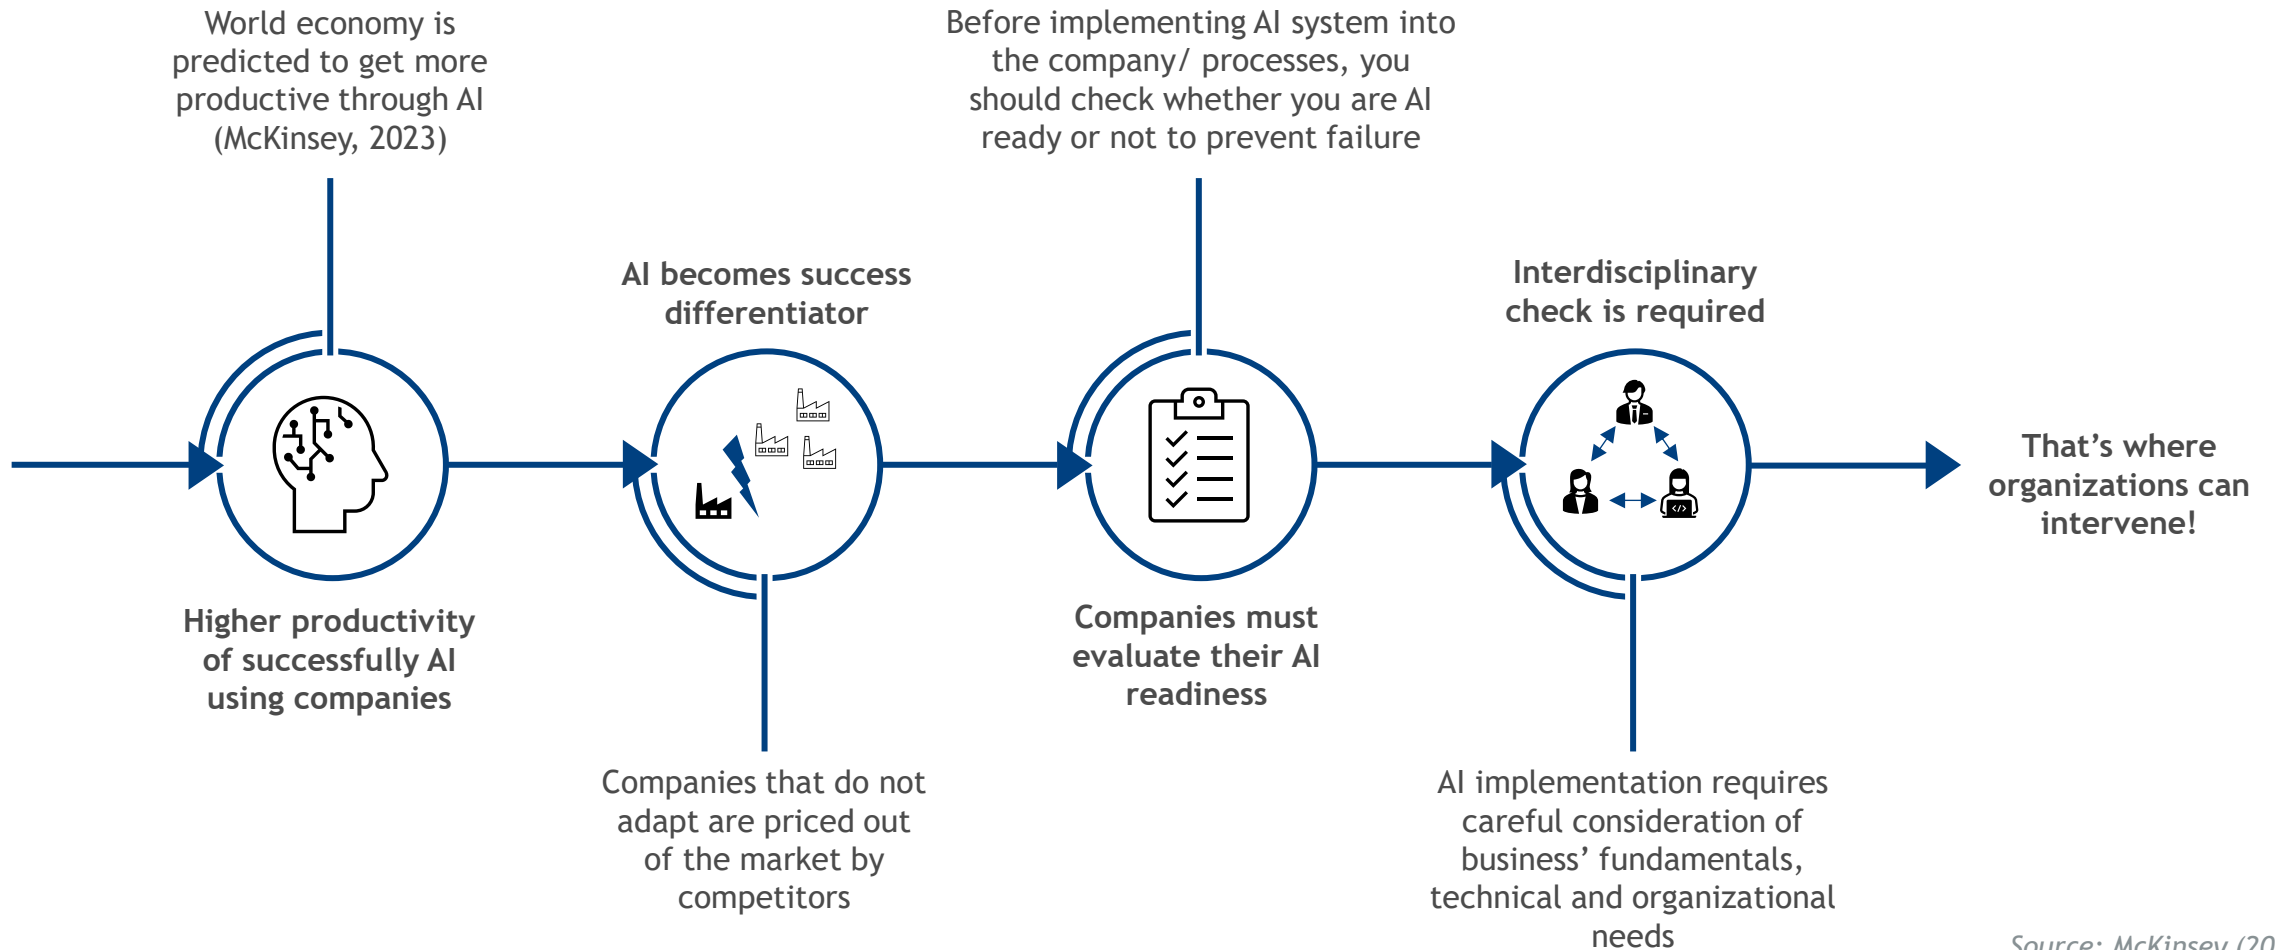 World economy is
predicted to get more
productive through AI
(McKinsey, 2023)
Higher productivity
of successfully AI
using companies
AI becomes success
differentiator
Companies that do not
adapt are priced out
of the market by
competitors
Before implementing AI system into
the company/ processes, you
should check whether you are AI
ready or not to prevent failure
Companies must
evaluate their AI
readiness
Interdisciplinary
check is required
</>
AI implementation requires
careful consideration of
business’ fundamentals,
technical and organizational
needs
That’s where
organizations can
intervene!
Source: McKinsey (20